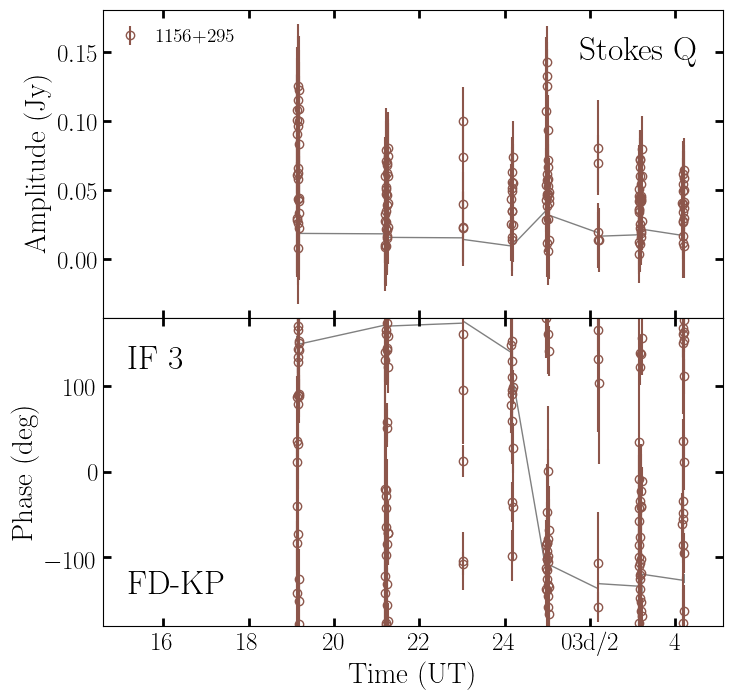 1156+295
Stokes Q
0.15
0.10
0.05
0.00
Amplitude (Jy)
IF 3
100
0
−100
Phase (deg)
FD-KP
16 18 20 22 24 03d/2 4
Time (UT)